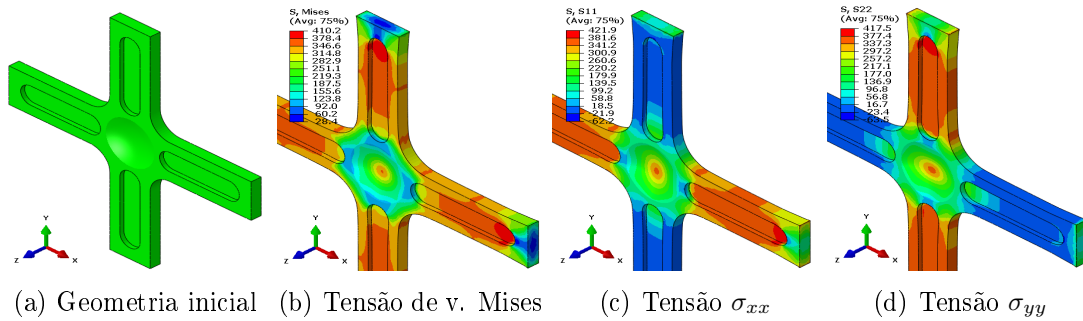 S, Mises
(Avg: 75%)
410.2
378.4
346.6
314.8
282.9
251.1
219.3
187.5
155.6
123.8
92.0
60.2
28.4
S, S11
(Avg: 75%)
421.9
381.6
341.2
300.9
260.6
220.2
179.9
139.5
99.2
58.8
18.5
-21.9
-62.2
S, S22
(Avg: 75%)
417.5
377.4
337.3
297.2
257.2
217.1
177.0
136.9
96.8
56.8
16.7
-23.4
-63.5
Y
Z
X
Y
Z
X
Y
Z
X
Y
Z
X
(a) Geometria inicial
(b) Tensão de v. Mises
(c) Tensão σxx
(d) Tensão σyy